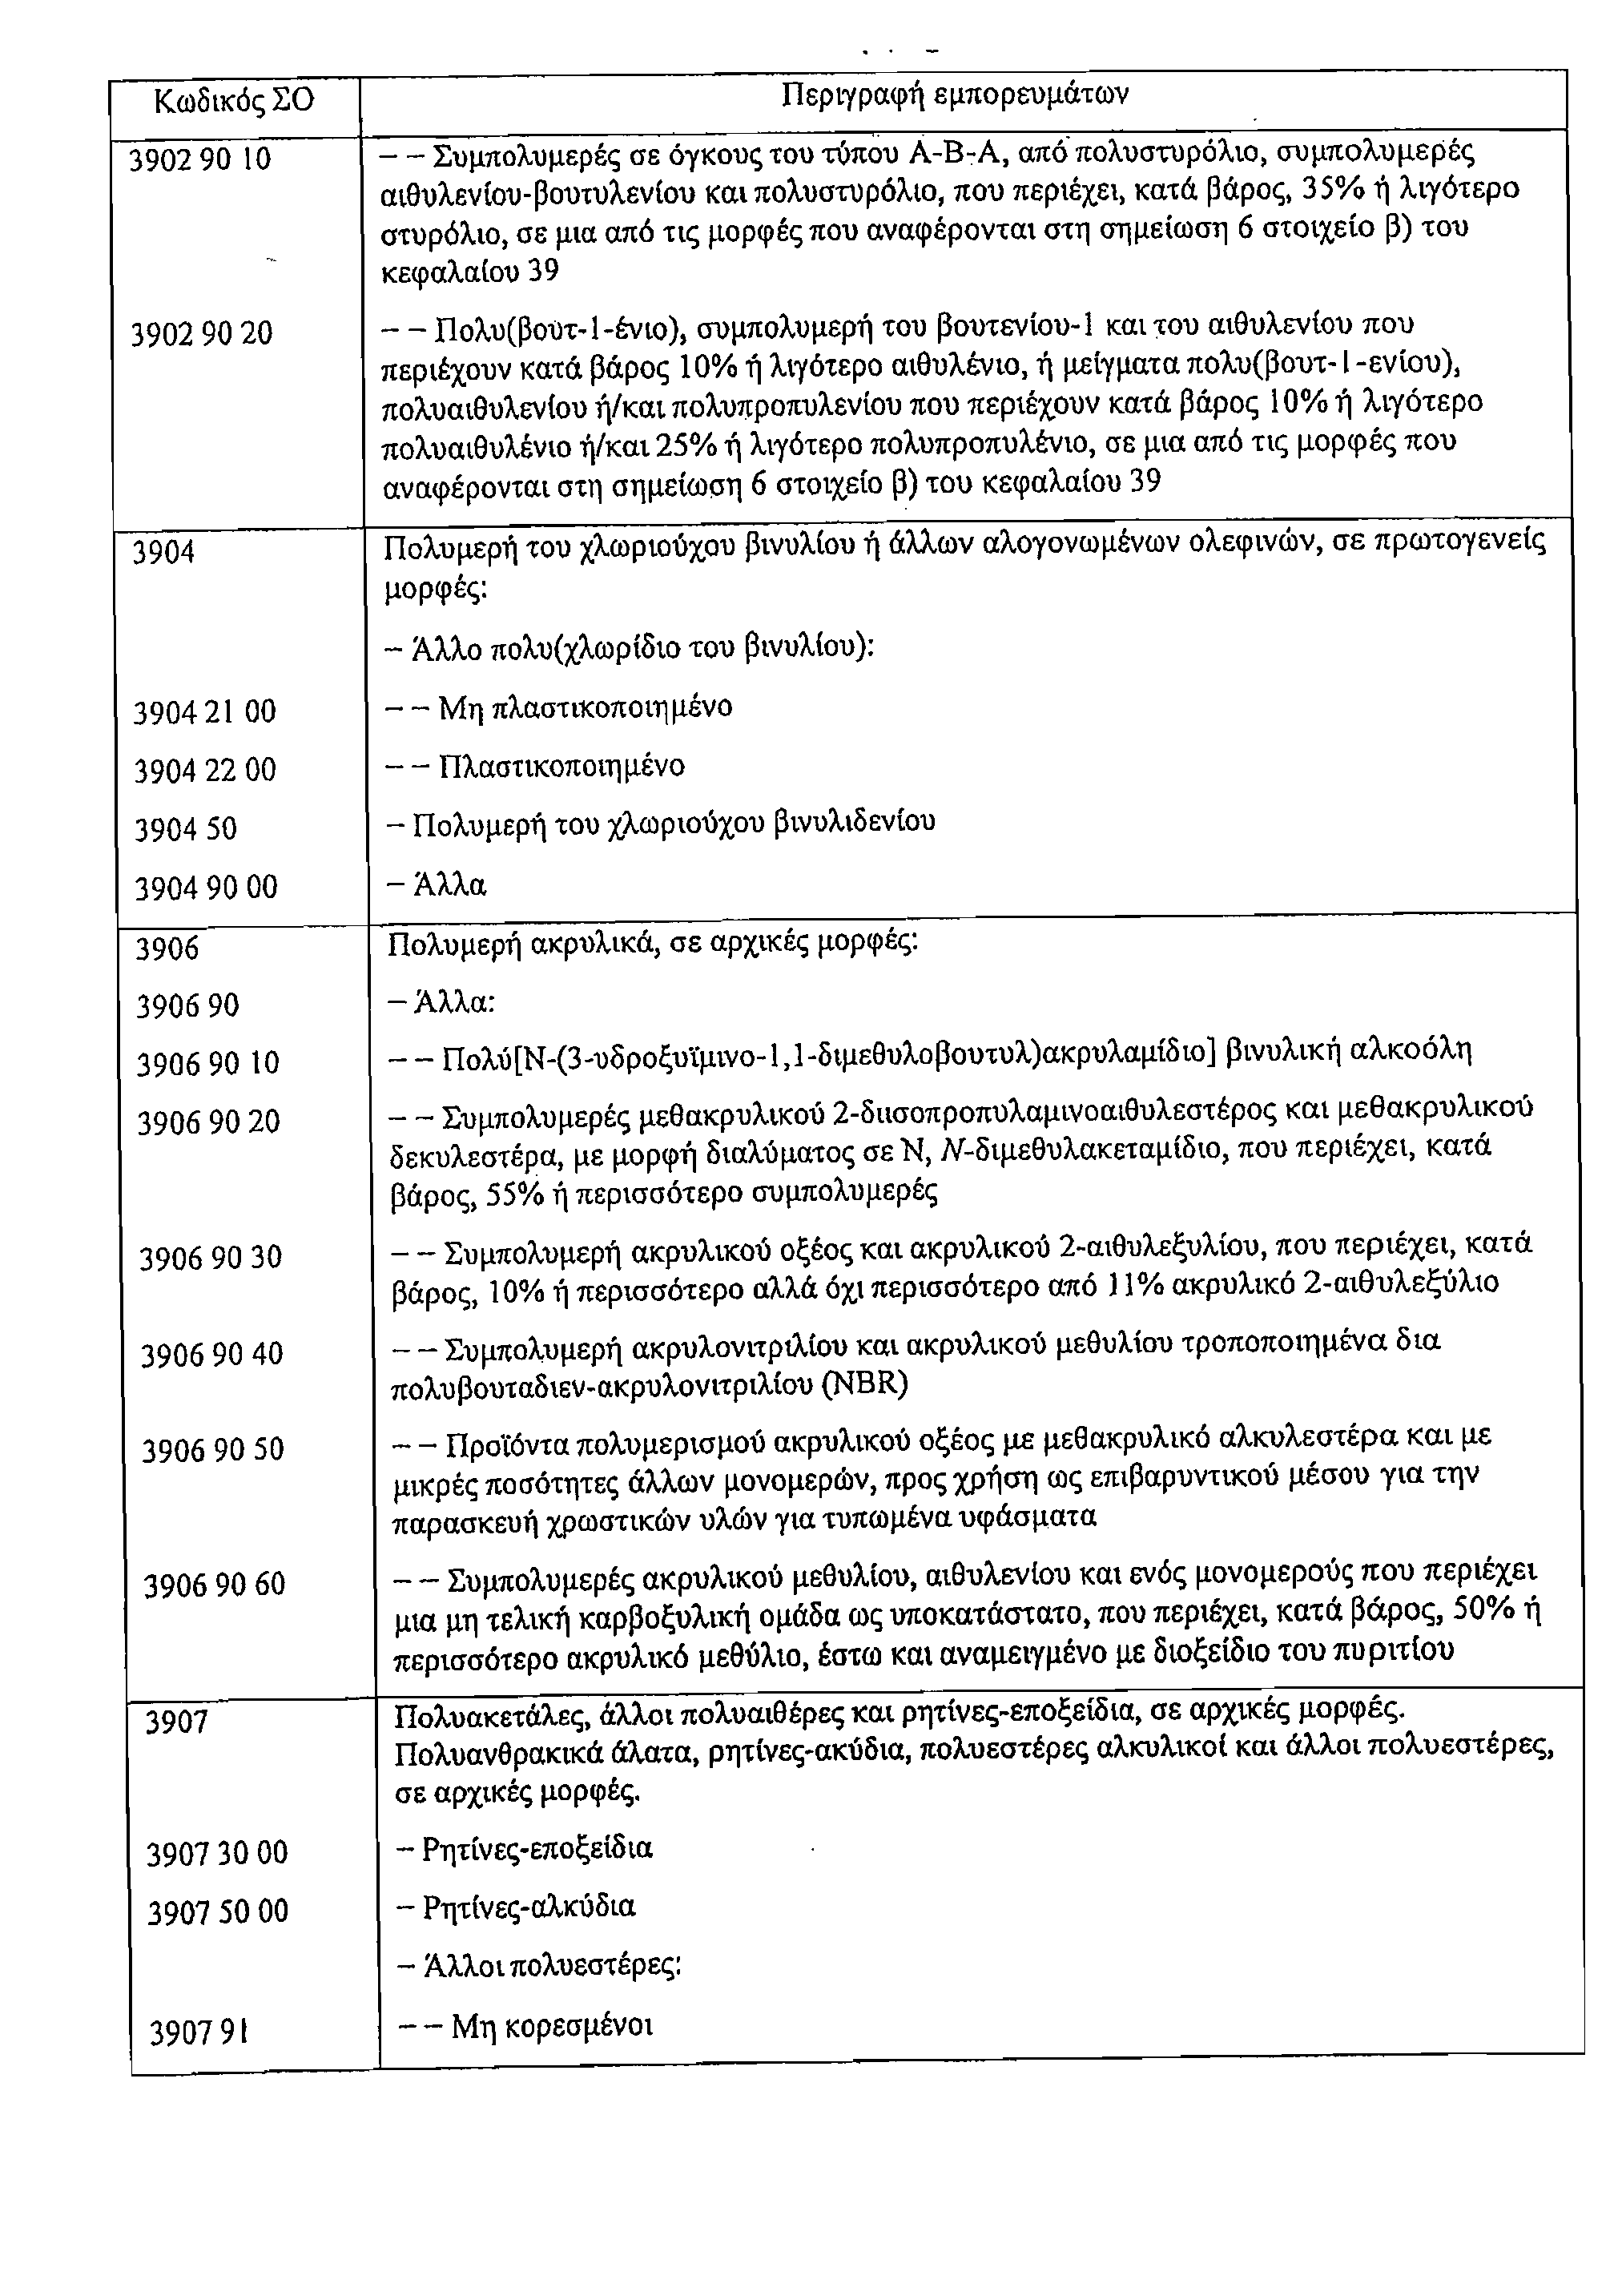 Κωδικός ΣΟ
Περιγραφή εμπορευμάτων
3902 90 10
– – Συμπολυμερές σε όγκους του τύπου Α-Β-Α, από πολυστυρόλιο, συμπολυμερές
αιθυλενίου-βουτυλενίου και πολυστυρόλιο, που περιέχει, κατά βάρος, 35% ή λιγότερο
στυρόλιο, σε μια από τις μορφές που αναφέρονται στη σημείωση 6 στοιχείο β) του
κεφαλαίου 39
3902 90 20
– – Πολυ(βουτ-1-ένιο), συμπολυμερή του βουτενίου-1 και του αιθυλενίου που
περιέχουν κατά βάρος 10% ή λιγότερο αιθυλένιο, ή μείγματα πολυ(βουτ-1-ενίου),
πολυαιθυλενίου ή/και πολυπροπυλενίου που περιέχουν κατά βάρος 10% ή λιγότερο
πολυαιθυλένιο ή/και 25% ή λιγότερο πολυπροπυλένιο, σε μια από τις μορφές που
αναφέρονται στη σημείωση 6 στοιχείο β) του κεφαλαίου 39
3904
Πολυμερή του χλωριούχου βινυλίου ή άλλων αλογονωμένων ολεφινών, σε πρωτογενείς
μορφές:
– Άλλο πολυ(χλωρίδιο του βινυλίου):
3904 21 00
– – Μη πλαστικοποιημένο
3904 22 00
– – Πλαστικοποιημένο
3904 50
– Πολυμερή του χλωριούχου βινυλιδενίου
3904 90 00
– Άλλα
3906
Πολυμερή ακρυλικά, σε αρχικές μορφές:
3906 90
– Άλλα:
3906 90 10
– – Πολύ[N-(3-υδροξυϊμινο-1,1-διμεθυλοβουτυλ)ακρυλαμίδιο] βινυλική αλκοόλη
3906 90 20
– – Συμπολυμερές μεθακρυλικού 2-διισοπροπυλαμινοαιθυλεστέρος και μεθακρυλικού
δεκυλεστέρα, με μορφή διαλύματος σε N, N-διμεθυλακεταμίδιο, που περιέχει, κατά
βάρος, 55% ή περισσότερο συμπολυμερές
3906 90 30
– – Συμπολυμερή ακρυλικού οξέος και ακρυλικού 2-αιθυλεξυλίου, που περιέχει, κατά
βάρος, 10% ή περισσότερο αλλά όχι περισσότερο από 11% ακρυλικό 2-αιθυλεξύλιο
3906 90 40
– – Συμπολυμερή ακρυλονιτριλίου και ακρυλικού μεθυλίου τροποποιημένα δια
πολυβουταδιεν-ακρυλονιτριλίου (NBR)
3906 90 50
– – Προϊόντα πολυμερισμού ακρυλικού οξέος με μεθακρυλικό αλκυλεστέρα και με
μικρές ποσότητες άλλων μονομερών, προς χρήση ως επιβαρυντικού μέσου για την
παρασκευή χρωστικών υλών για τυπωμένα υφάσματα
3906 90 60
– – Συμπολυμερές ακρυλικού μεθυλίου, αιθυλενίου και ενός μονομερούς που περιέχει
μια μη τελική καρβοξυλική ομάδα ως υποκατάστατο, που περιέχει, κατά βάρος, 50% ή
περισσότερο ακρυλικό μεθύλιο, έστω και αναμειγμένο με διοξείδιο του πυριτίου
3907
Πολυακετάλες, άλλοι πολυαιθέρες και ρητίνες-εποξείδια, σε αρχικές μορφές.
Πολυανθρακικά άλατα, ρητίνες-ακύδια, πολυεστέρες αλκυλικοί και άλλοι πολυεστέρες,
σε αρχικές μορφές.
3907 30 00
– Ρητίνες-εποξείδια
3907 50 00
– Ρητίνες-αλκύδια
– Άλλοι πολυεστέρες:
3907 91
– – Μη κορεσμένοι